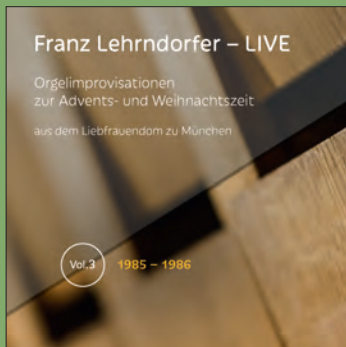 Franz Lehrndorfer – LIVE
Orgelimprovisationen
zur Advents- und Weihnachtszeit
aus dem Liebfrauendom zu München
Vol.3
1985 – 1986